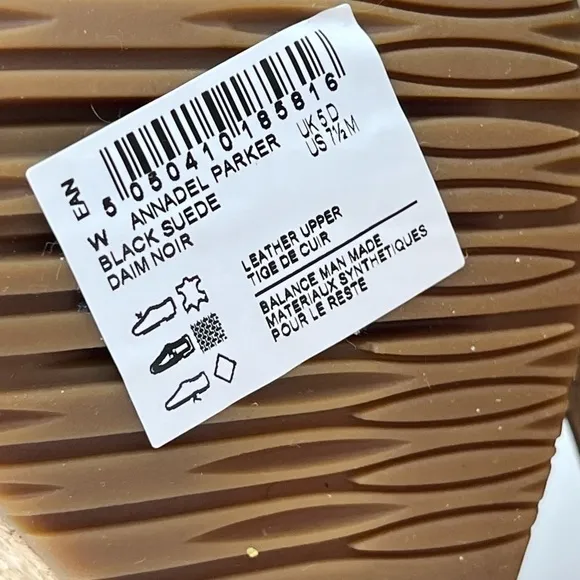 EAN
5 050410 185816
W ANNADEL PARKER
BLACK SUEDE
DAIM NOIR
UK 5 D
US 7½ M
LEATHER UPPER
TIGE DE CUIR
BALANCE MAN MADE
MATERIAUX SYNTHETIQUES
POUR LE RESTE